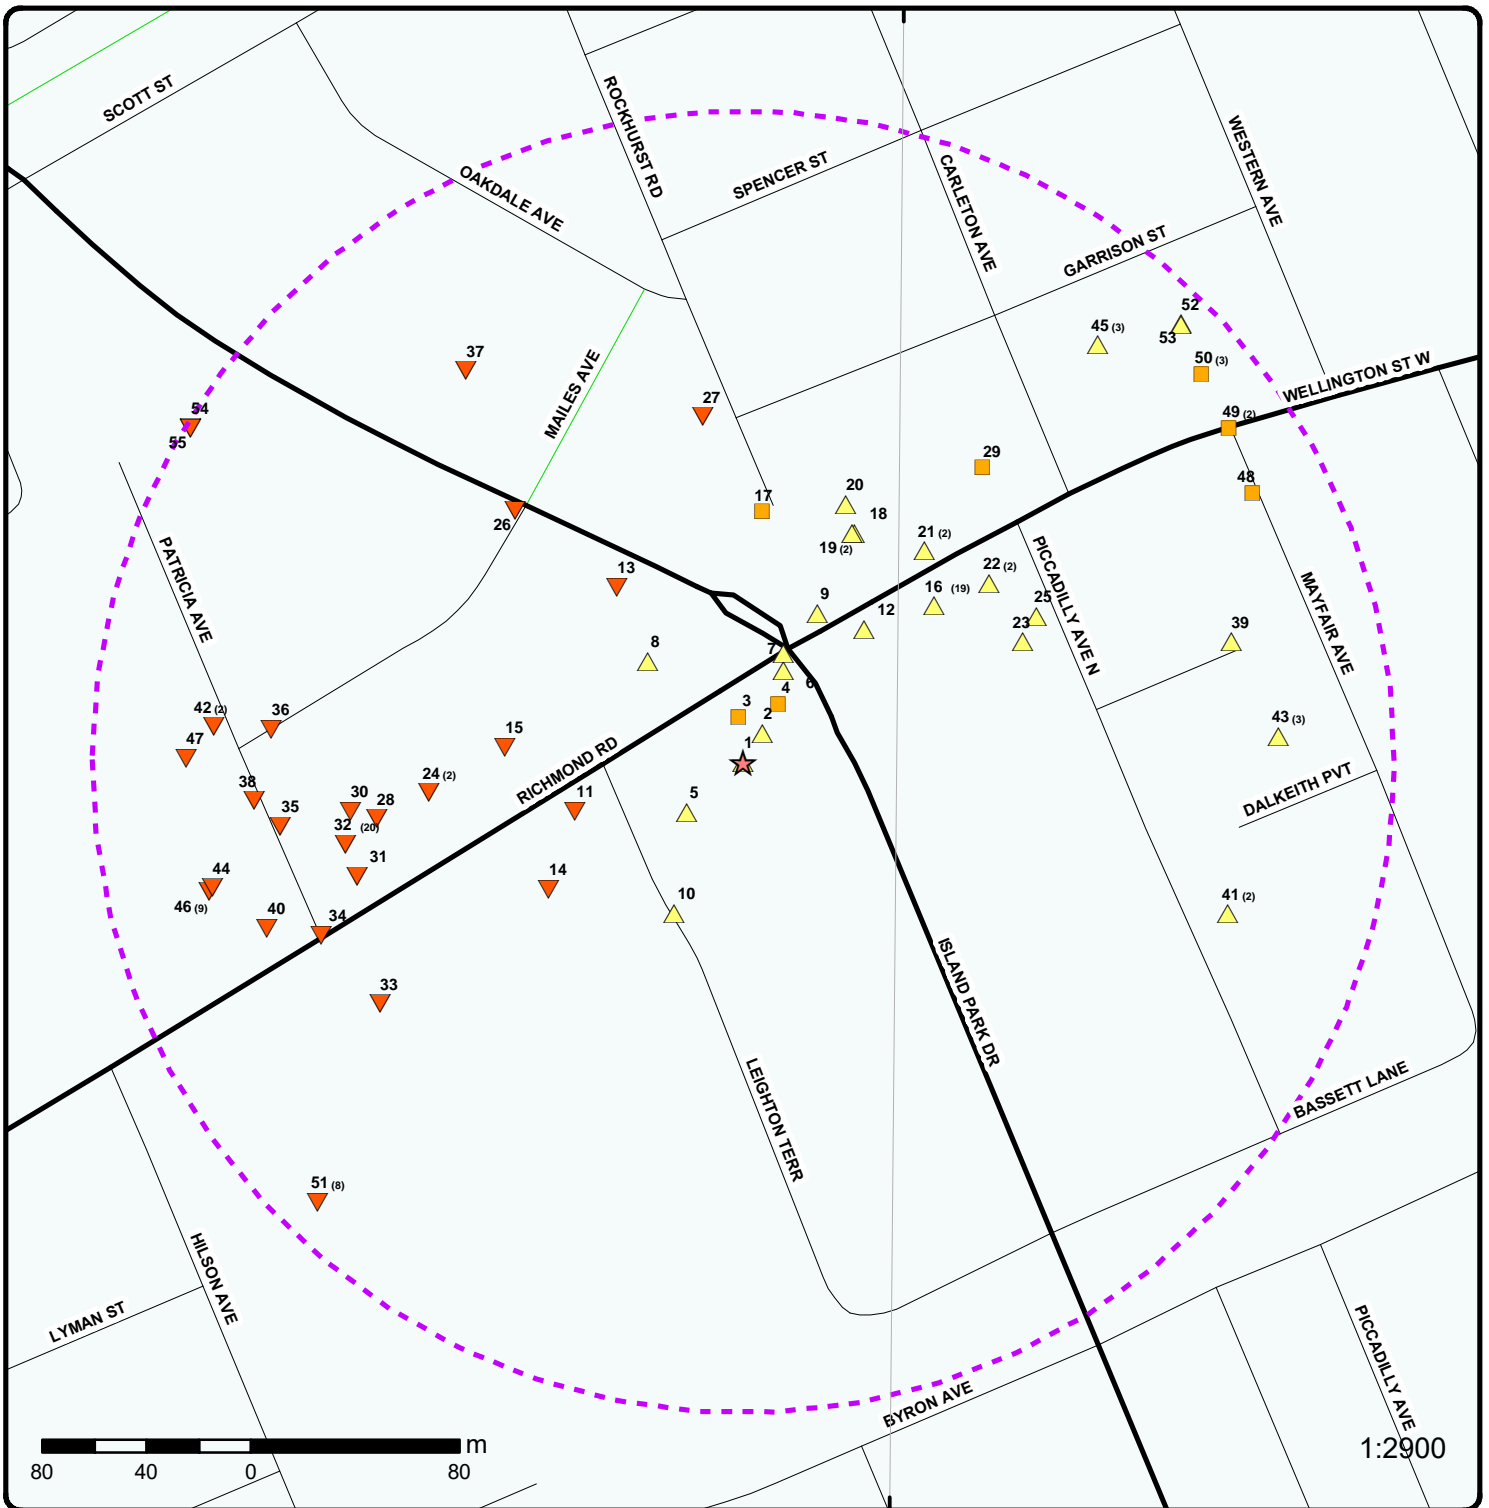 SCOTT ST
ROCKHURST RD
WESTERN AVE
OAKDALE AVE
SPENCER ST
CARLETON AVE
GARRISON ST
52
45 (3)
53
37
50 (3)
MAILES AVE
WELLINGTON ST W
54
27
49 (2)
55
29
48
20
17
26
18
21 (2)
19 (2)
PATRICIA AVE
PICCADILLY AVE N
13
22 (2)
MAYFAIR AVE
16 (19)
25
9
12
23
39
8
7
6
4
42 (2)
36
3
2
43 (3)
15
47
1
RICHMOND RD
24 (2)
DALKEITH PVT
38
30
28
11
5
35
32 (20)
31
44
14
46 (9)
10
41 (2)
40
34
ISLAND PARK DR
33
LEIGHTON TERR
BASSETT LANE
51 (8)
HILSON AVE
LYMAN ST
PICCADILLY AVE
BYRON AVE
m
1:2900
80 40 0 80